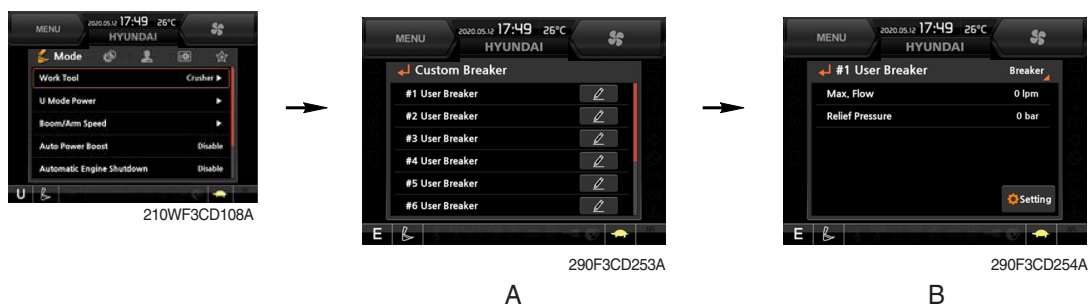 MENU
2020.05.12 17:49 26°C
HYUNDAI
Mode
Work Tool Crusher ▶
U Mode Power ▶
Boom/Arm Speed ▶
Auto Power Boost Disable
Automatic Engine Shutdown Disable
U
210WF3CD108A
MENU
2020.05.12 17:49 26°C
HYUNDAI
Custom Breaker
#1 User Breaker
#2 User Breaker
#3 User Breaker
#4 User Breaker
#5 User Breaker
#6 User Breaker
E
290F3CD253A
A
MENU
2020.05.12 17:49 26°C
HYUNDAI
#1 User Breaker Breaker
Max, Flow 0 lpm
Relief Pressure 0 bar
Setting
E
290F3CD254A
B